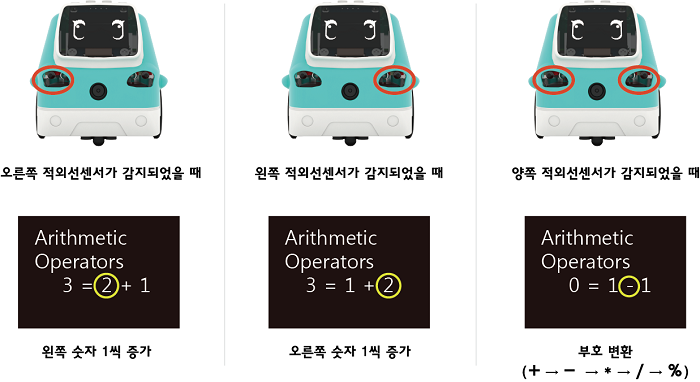 오른쪽 적외선센서가 감지되었을 때
Arithmetic
Operators
3 = 2 + 1
왼쪽 숫자 1씩 증가
왼쪽 적외선센서가 감지되었을 때
Arithmetic
Operators
3 = 1 + 2
오른쪽 숫자 1씩 증가
양쪽 적외선센서가 감지되었을 때
Arithmetic
Operators
0 = 1 - 1
부호 변환
(+ → - → * → / → %)